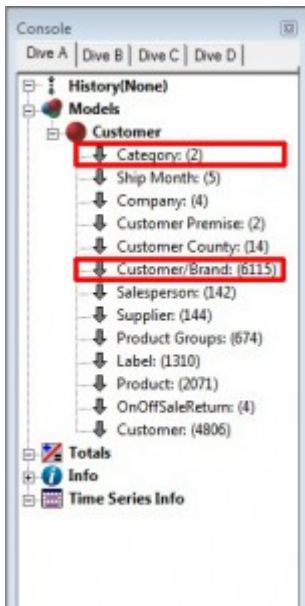 Console
Dive A Dive B Dive C Dive D
History(None)
Models
Customer
Category: (2)
Ship Month: (5)
Company: (4)
Customer Premise: (2)
Customer County: (14)
Customer/Brand: (6115)
Salesperson: (142)
Supplier: (144)
Product Groups: (674)
Label: (1310)
Product: (2071)
OnOffSaleReturn: (4)
Customer: (4806)
Totals
Info
Time Series Info